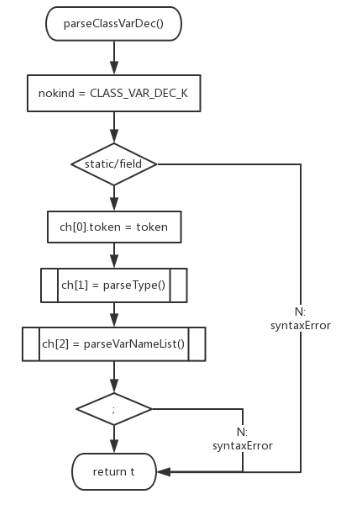 parseClassVarDec()
nokind = CLASS_VAR_DEC_K
static/field
ch[0].token = token
ch[1] = parseType()
N:
syntaxError
ch[2] = parseVarNameList()
;
N:
syntaxError
return t